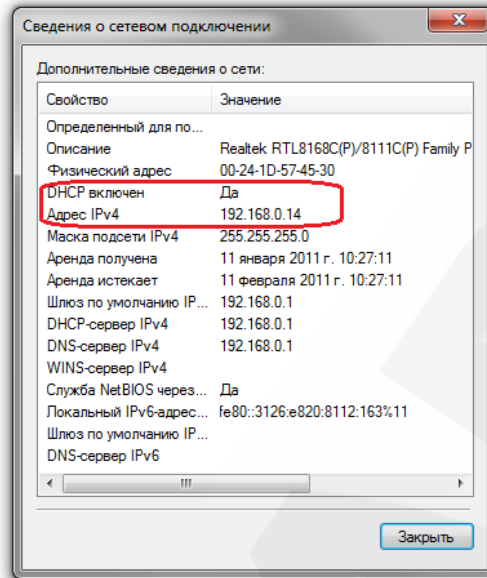 Сведения о сетевом подключении
Дополнительные сведения о сети:
Свойство Значение
Определенный для по...
Описание Realtek RTL8168C(P)/8111C(P) Family P
Физический адрес 00-24-1D-57-45-30
DHCP включен Да
Адрес IPv4 192.168.0.14
Маска подсети IPv4 255.255.255.0
Аренда получена 11 января 2011 г. 10:27:11
Аренда истекает 11 февраля 2011 г. 10:27:11
Шлюз по умолчанию IP... 192.168.0.1
DHCP-сервер IPv4 192.168.0.1
DNS-сервер IPv4 192.168.0.1
WINS-сервер IPv4
Служба NetBIOS через... Да
Локальный IPv6-адрес... fe80::3126:e820:8112:163%11
Шлюз по умолчанию IP...
DNS-сервер IPv6
Закрыть